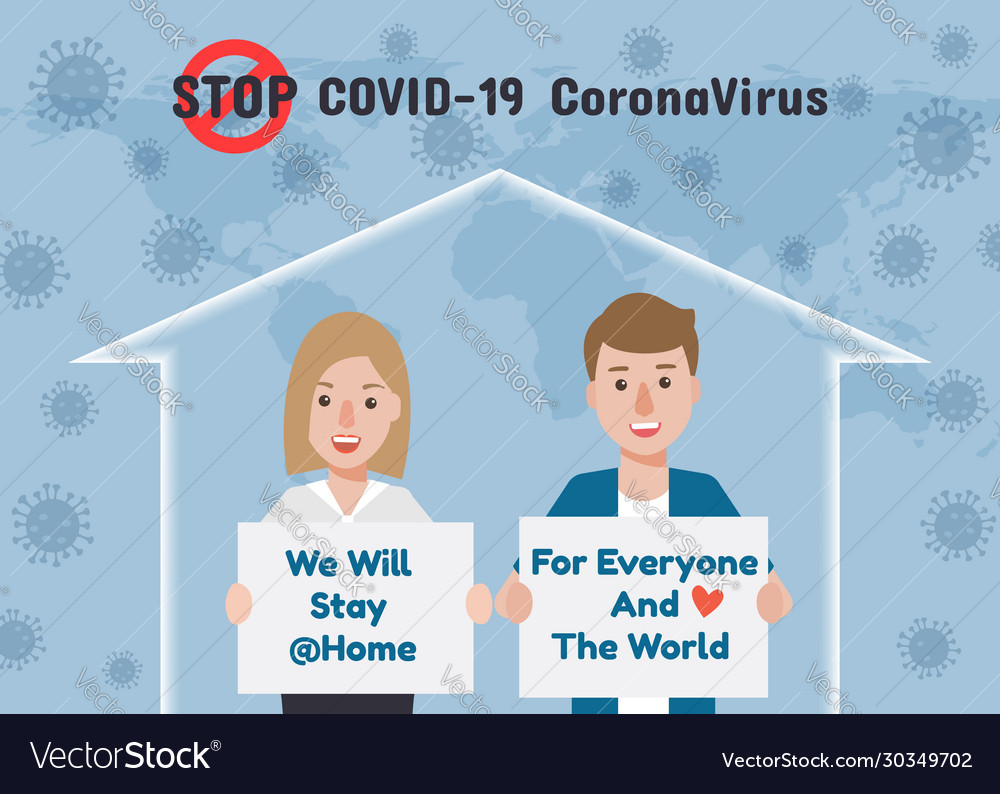 STOP COVID-19 CoronaVirus
We Will
Stay
@Home
For Everyone
And
The World
VectorStock®
VectorStock.com/30349702